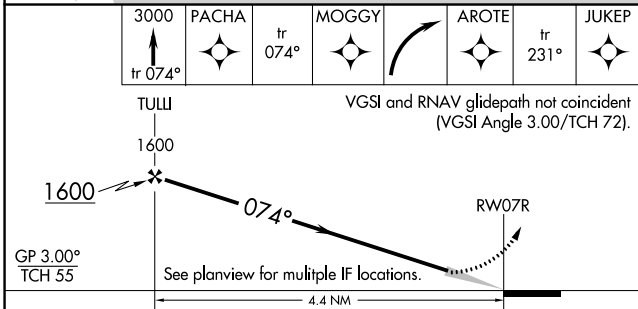 3000
tr 074°
PACHA
tr
074°
MOGGY
AROTE
tr
231°
JUKEP
VGSI and RNAV glidepath not coincident
(VGSI Angle 3.00/TCH 72).
TULLI
1600
1600
074°
RW07R
GP 3.00°
TCH 55
See planview for mulitple IF locations.
4.4 NM